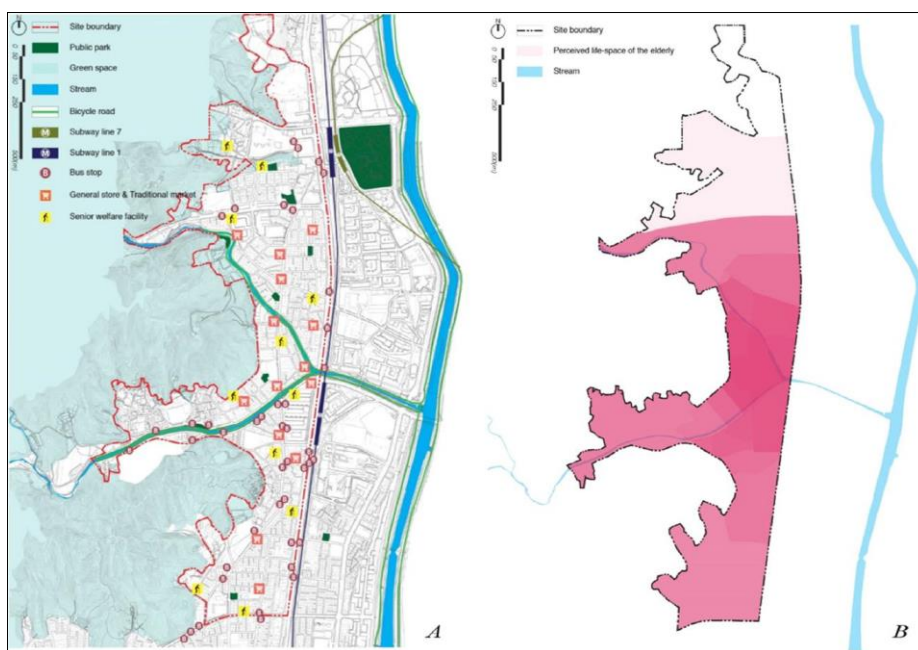 Site boundary
Public park
Green space
Stream
Bicycle road
Subway line 7
Subway line 1
Bus stop
General store & Traditional market
Senior welfare facility
A
Site boundary
Perceived life-space of the elderly
Stream
B